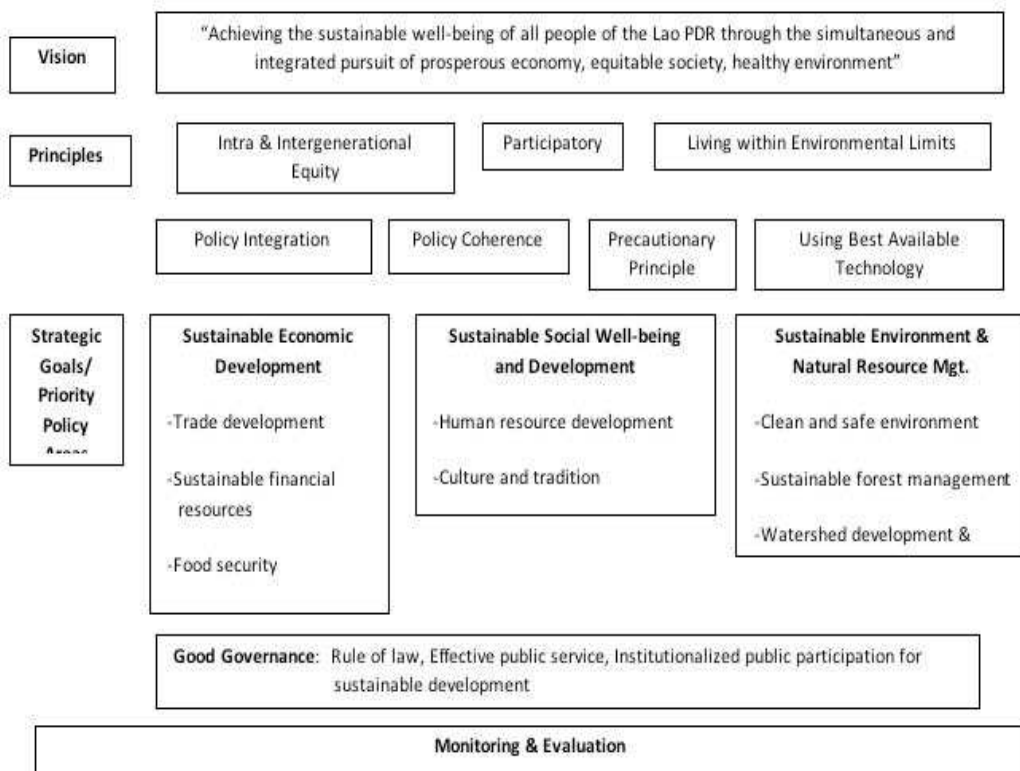 Vision
“Achieving the sustainable well-being of all people of the Lao PDR through the simultaneous and
integrated pursuit of prosperous economy, equitable society, healthy environment”
Principles
Intra & Intergenerational
Equity
Participatory
Living within Environmental Limits
Policy Integration
Policy Coherence
Precautionary
Principle
Using Best Available
Technology
Strategic
Goals/
Priority
Policy
Sustainable Economic
Development
-Trade development
-Sustainable financial
resources
-Food security
Sustainable Social Well-being
and Development
-Human resource development
-Culture and tradition
Sustainable Environment &
Natural Resource Mgt.
-Clean and safe environment
-Sustainable forest management
-Watershed development &
Good Governance: Rule of law, Effective public service, Institutionalized public participation for
sustainable development
Monitoring & Evaluation